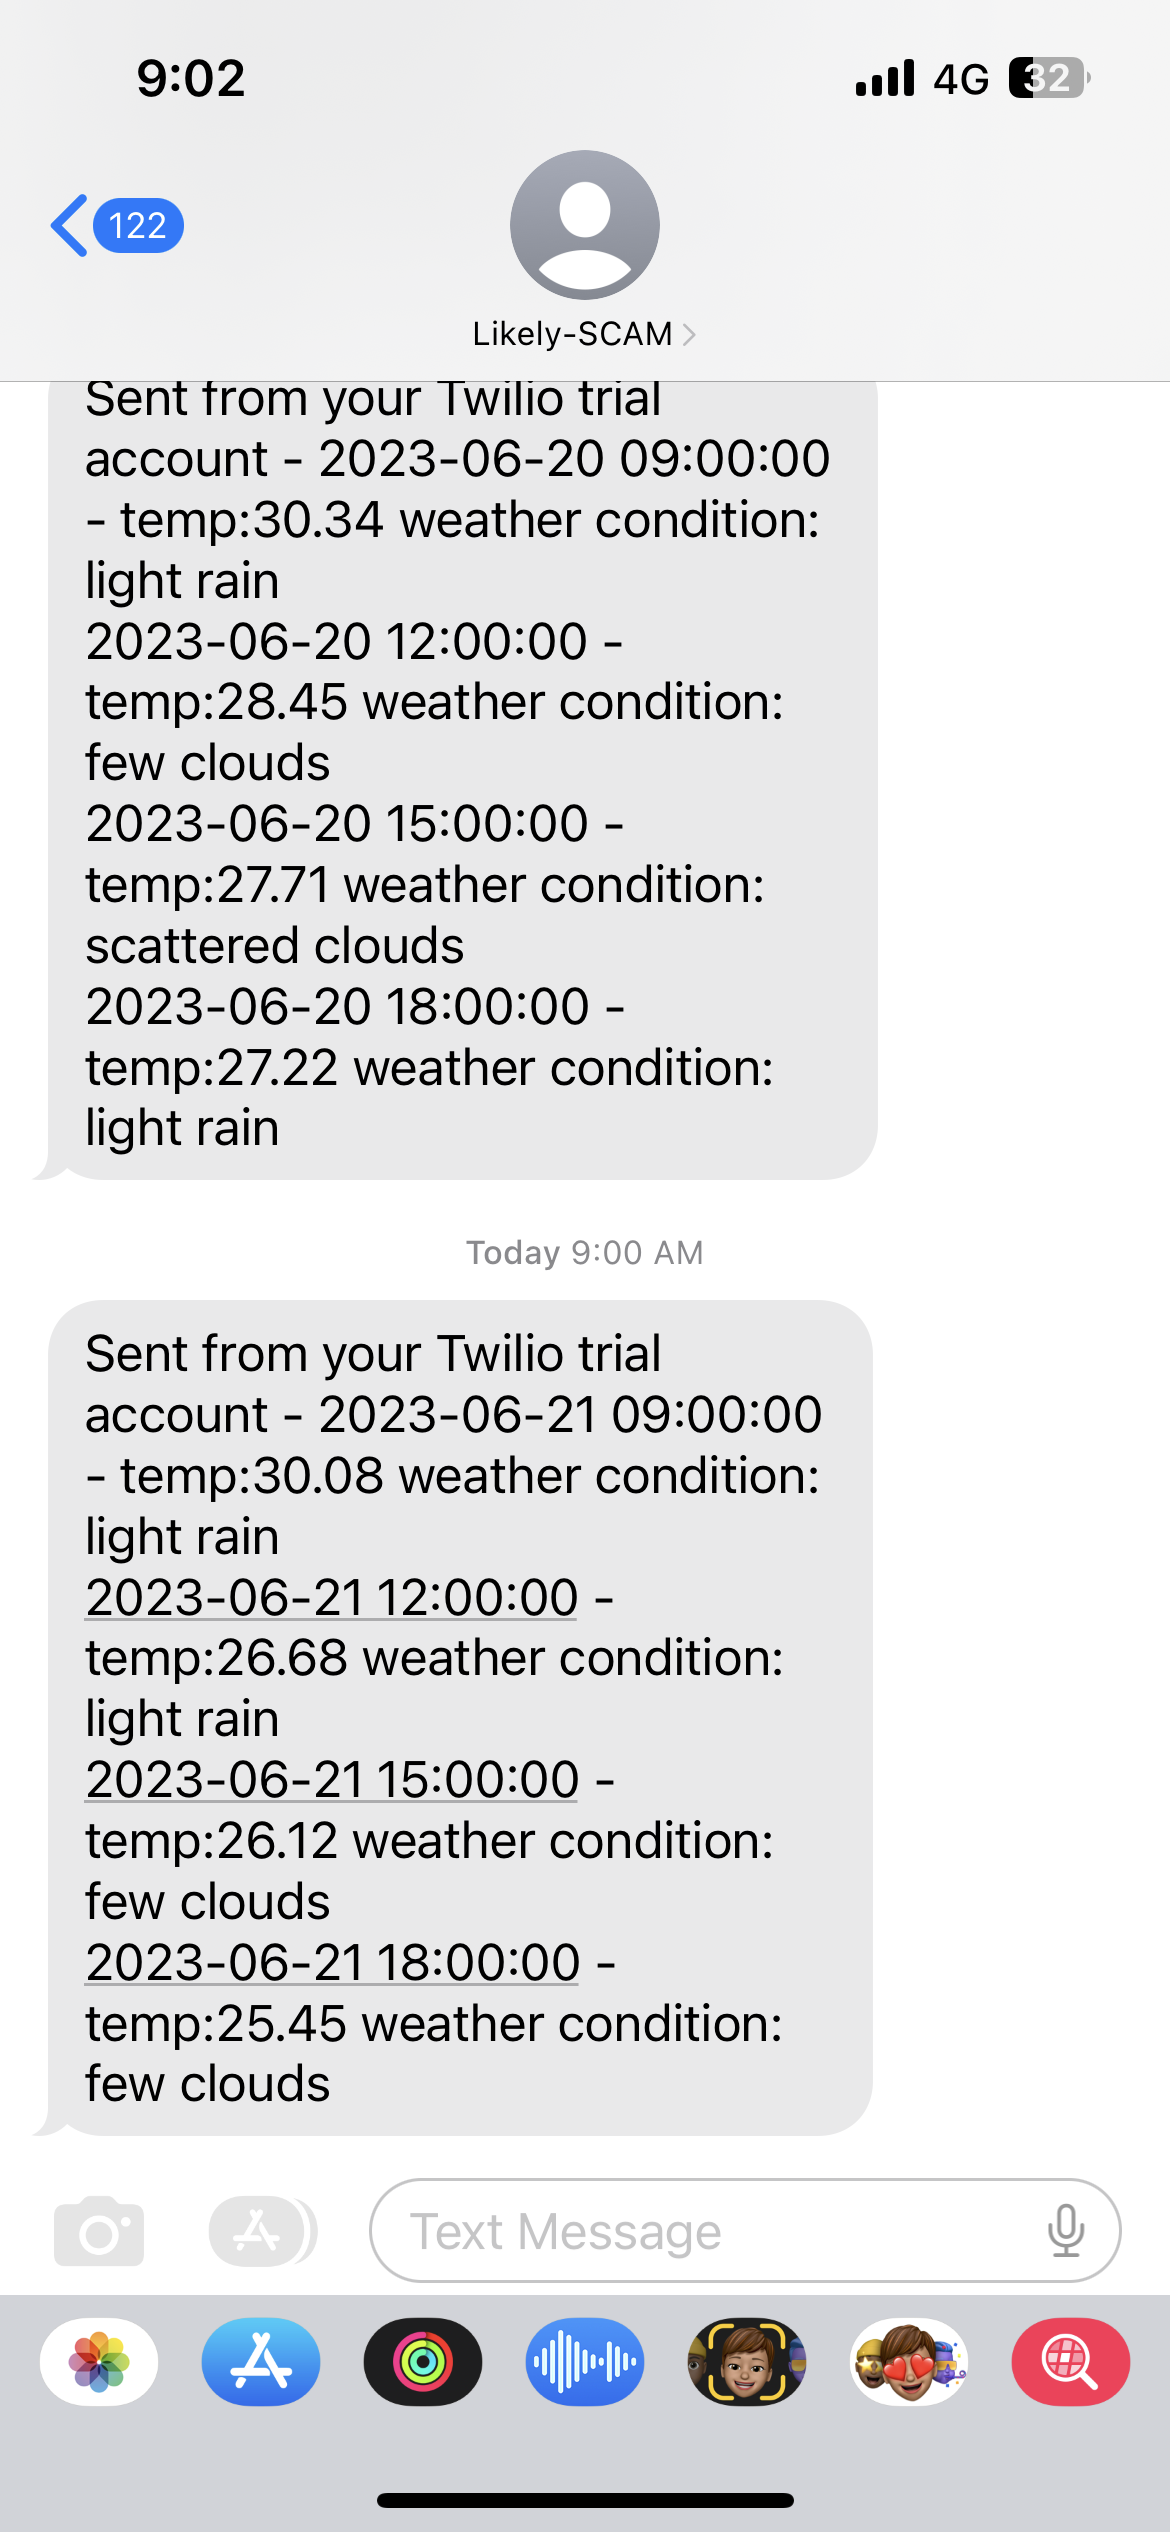 9:02
4G
32
122
Likely-SCAM
Sent from your Twilio trial
account - 2023-06-20 09:00:00
- temp:30.34 weather condition:
light rain
2023-06-20 12:00:00 -
temp:28.45 weather condition:
few clouds
2023-06-20 15:00:00 -
temp:27.71 weather condition:
scattered clouds
2023-06-20 18:00:00 -
temp:27.22 weather condition:
light rain
Today 9:00 AM
Sent from your Twilio trial
account - 2023-06-21 09:00:00
- temp:30.08 weather condition:
light rain
2023-06-21 12:00:00 -
temp:26.68 weather condition:
light rain
2023-06-21 15:00:00 -
temp:26.12 weather condition:
few clouds
2023-06-21 18:00:00 -
temp:25.45 weather condition:
few clouds
Text Message